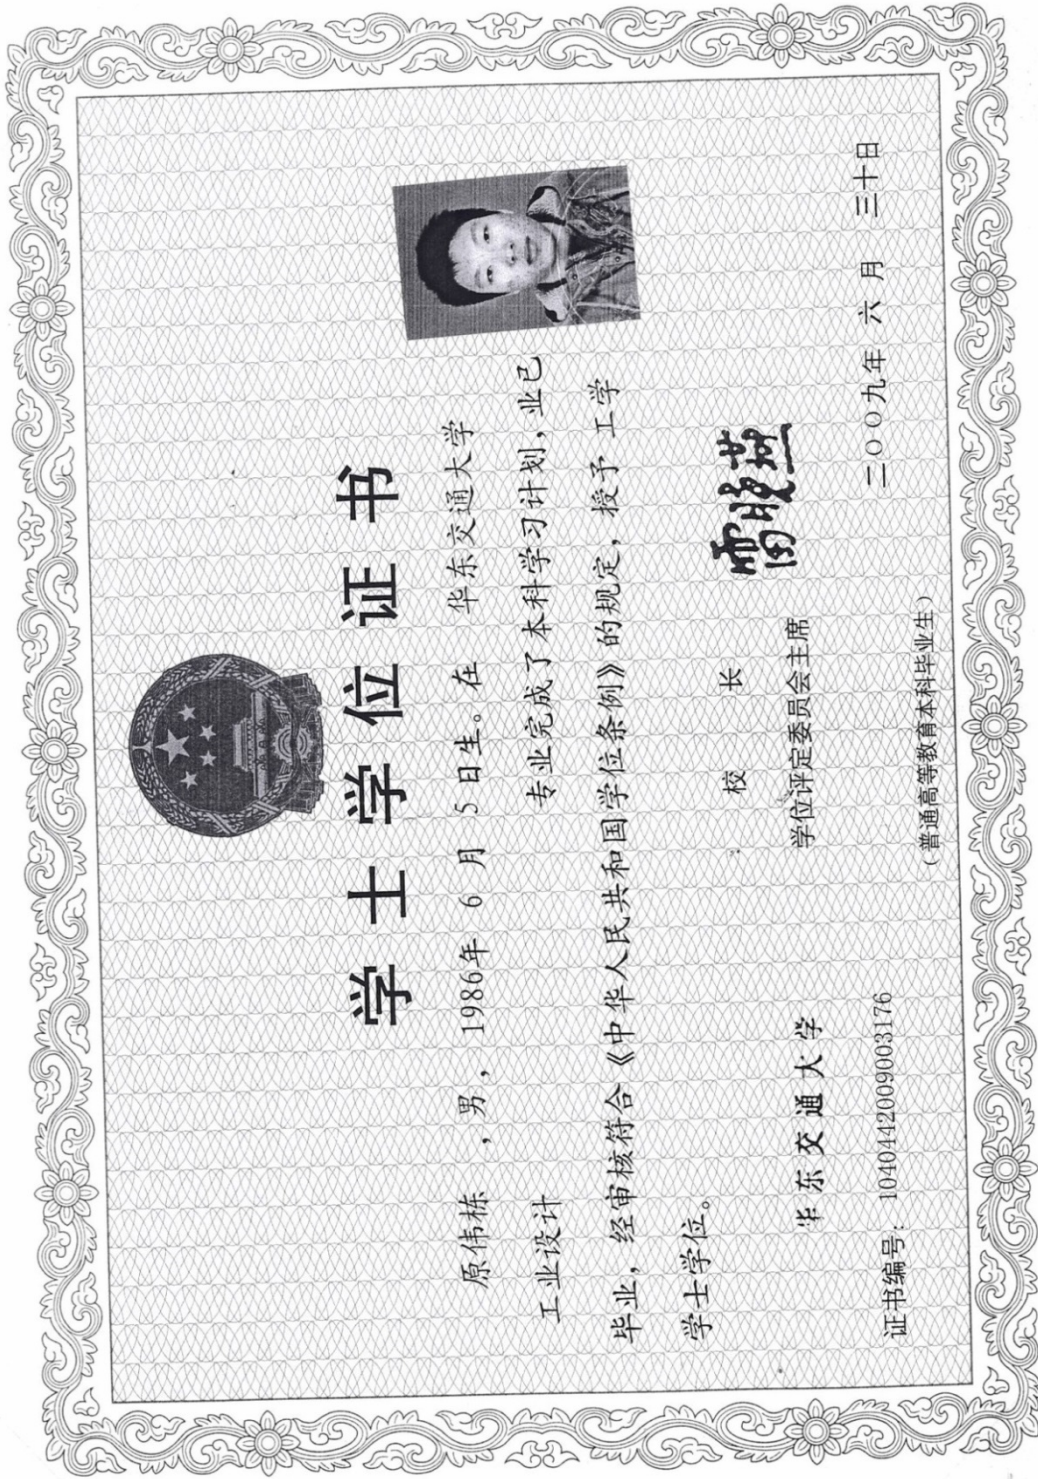 学士学位证书
原伟栋 ,男, 1986年 6 月 5 日生。在 华东交通大学
工业设计 专业完成了本科学习计划,业已
毕业, 经审核符合《中华人民共和国学位条例》的规定, 授予 工学
学士学位。
校 长 雷晓燕
华东交通大学 学位评定委员会主席
证书编号: 1040442009003176 二〇〇九年 六 月 三十日
(普通高等教育本科毕业生)